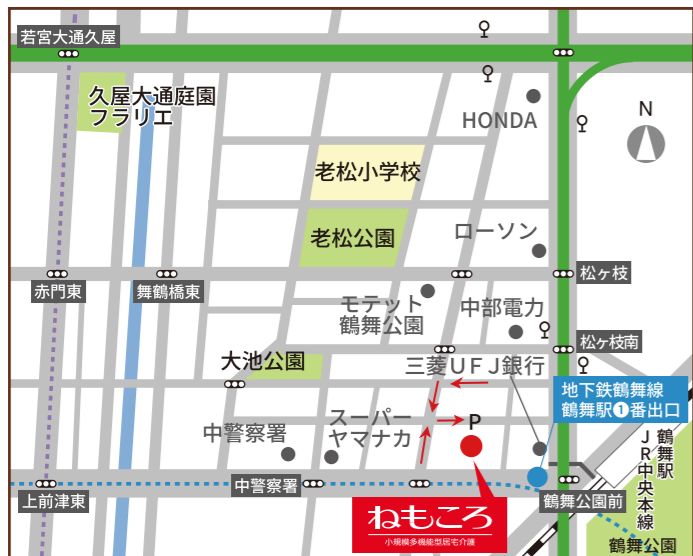 若宮大通久屋
久屋大通庭園
フラリエ
HONDA
N
老松小学校
老松公園
ローソン
赤門東
舞鶴橋東
松ヶ枝
モテット
鶴舞公園
中部電力
松ヶ枝南
大池公園
三菱UFJ銀行
地下鉄鶴舞線
鶴舞駅❶番出口
スーパー
ヤマナカ
P
中警察署
鶴舞駅
JR中央本線
上前津東
中警察署
ねもころ
小規模多機能型居宅介護
鶴舞公園前
鶴舞公園